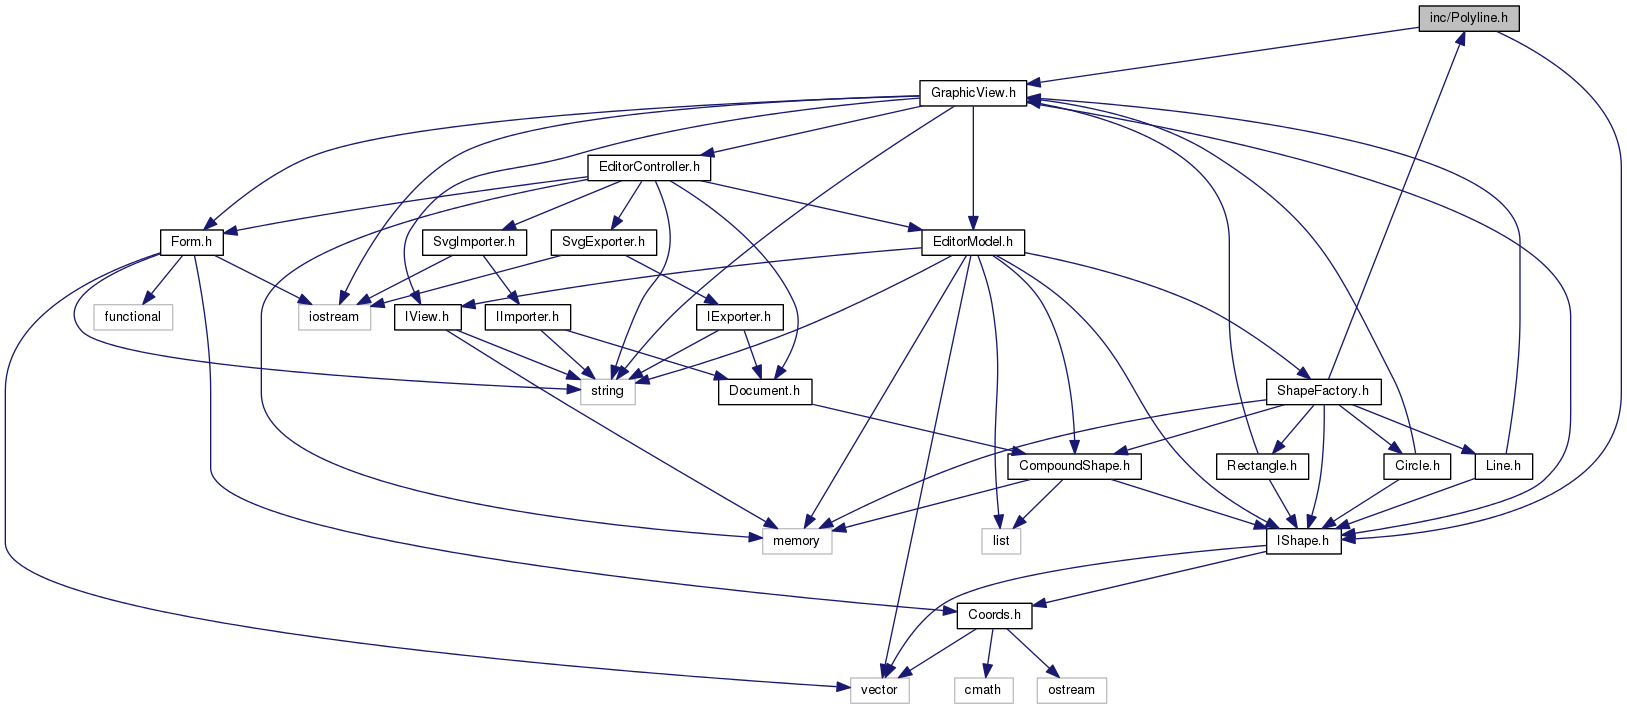 inc/Polyline.h
GraphicView.h
EditorController.h
Form.h
SvgImporter.h
SvgExporter.h
EditorModel.h
functional
iostream
IView.h
IImporter.h
IExporter.h
string
Document.h
ShapeFactory.h
CompoundShape.h
Rectangle.h
Circle.h
Line.h
memory
list
IShape.h
Coords.h
vector
cmath
ostream